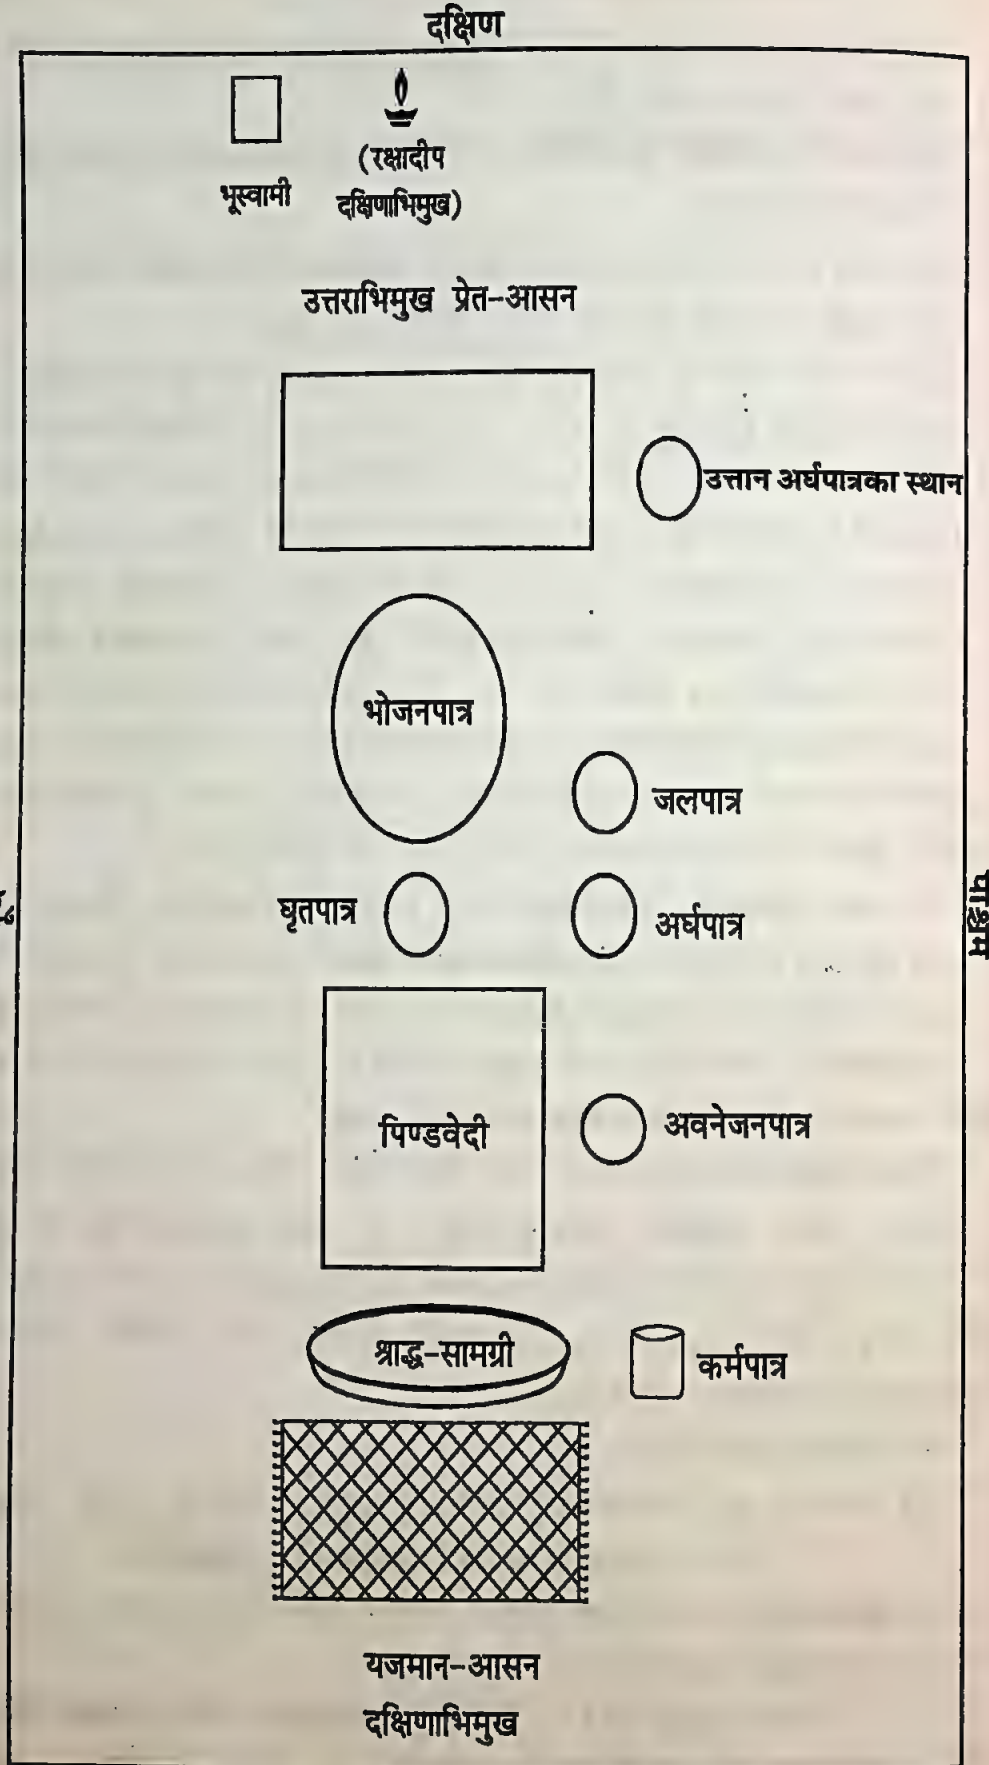 दक्षिण
भूस्वामी
(रक्षादीप
दक्षिणाभिमुख)
उत्तराभिमुख प्रेत-आसन
उत्तान अर्घपात्रका स्थान
भोजनपात्र
जलपात्र
घृतपात्र
अर्घपात्र
पश्चिम
पिण्डवेदी
अवनेजनपात्र
श्राद्ध-सामग्री
कर्मपात्र
यजमान-आसन
दक्षिणाभिमुख